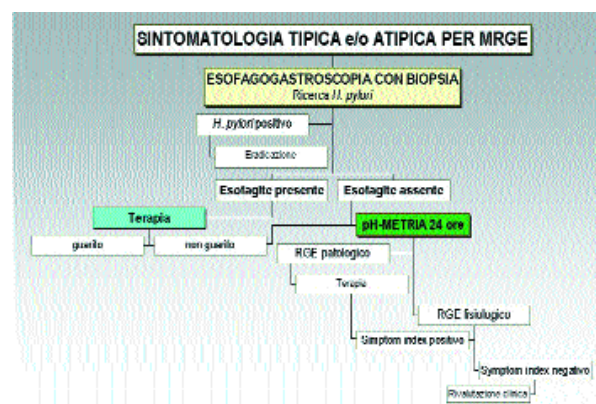 SINTOMATOLOGIA TIPICA e/o ATIPICA PER MRGE
ESOFAGOGASTROSCOPIA CON BIOPSIA
Ricerca H. pylori
H. pylori positivo
Eradicazione
Esofagite presente
Esofagite assente
Terapia
pH-METRIA 24 ore
guarito
non guarito
RGE patologico
Terapia
RGE fisiologico
Simptom index positivo
Symptom index negativo
Rivalutazione clinica